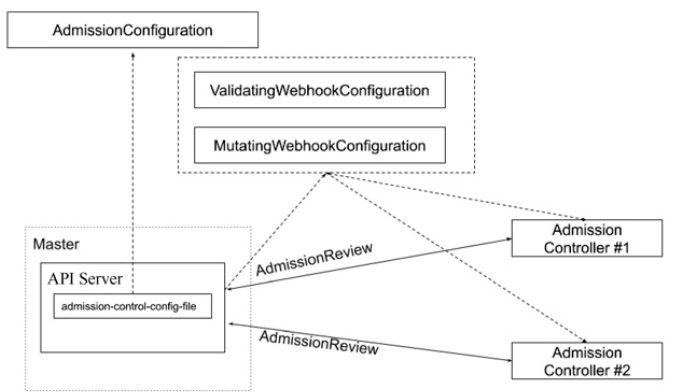 AdmissionConfiguration
ValidatingWebhookConfiguration
MutatingWebhookConfiguration
Master
API Server
admission-control-config-file
AdmissionReview
AdmissionReview
Admission
Controller #1
Admission
Controller #2